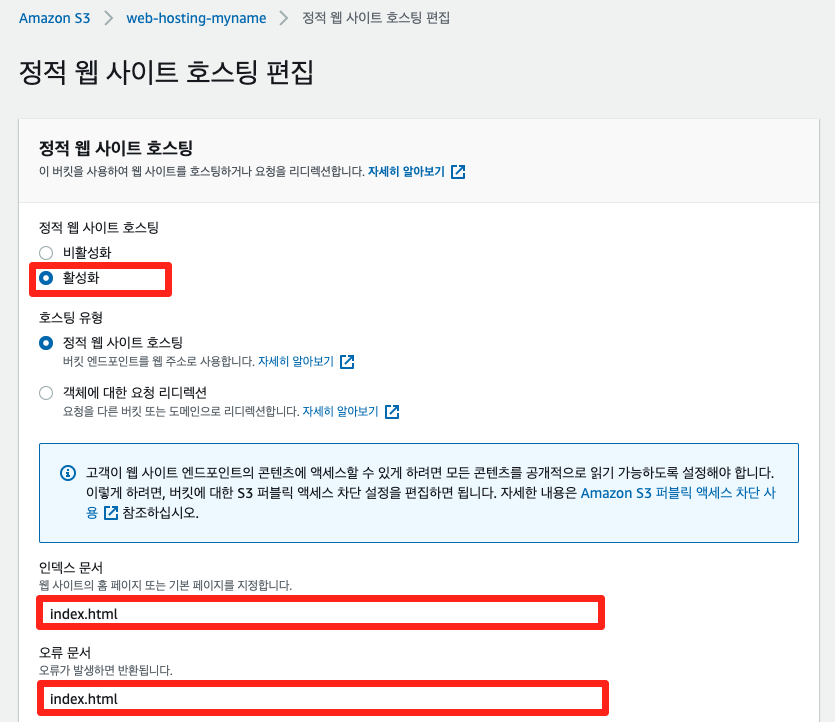 Amazon S3 > web-hosting-myname > 정적 웹 사이트 호스팅 편집
정적 웹 사이트 호스팅 편집
정적 웹 사이트 호스팅
이 버킷을 사용하여 웹 사이트를 호스팅하거나 요청을 리디렉션합니다. 자세히 알아보기
정적 웹 사이트 호스팅
비활성화
활성화
호스팅 유형
정적 웹 사이트 호스팅
버킷 엔드포인트를 웹 주소로 사용합니다. 자세히 알아보기
객체에 대한 요청 리디렉션
요청을 다른 버킷 또는 도메인으로 리디렉션합니다. 자세히 알아보기
고객이 웹 사이트 엔드포인트의 콘텐츠에 액세스할 수 있게 하려면 모든 콘텐츠를 공개적으로 읽기 가능하도록 설정해야 합니다.
이렇게 하려면, 버킷에 대한 S3 퍼블릭 액세스 차단 설정을 편집하면 됩니다. 자세한 내용은 Amazon S3 퍼블릭 액세스 차단 사
용 참조하십시오.
인덱스 문서
웹 사이트의 홈 페이지 또는 기본 페이지를 지정합니다.
index.html
오류 문서
오류가 발생하면 반환됩니다.
index.html